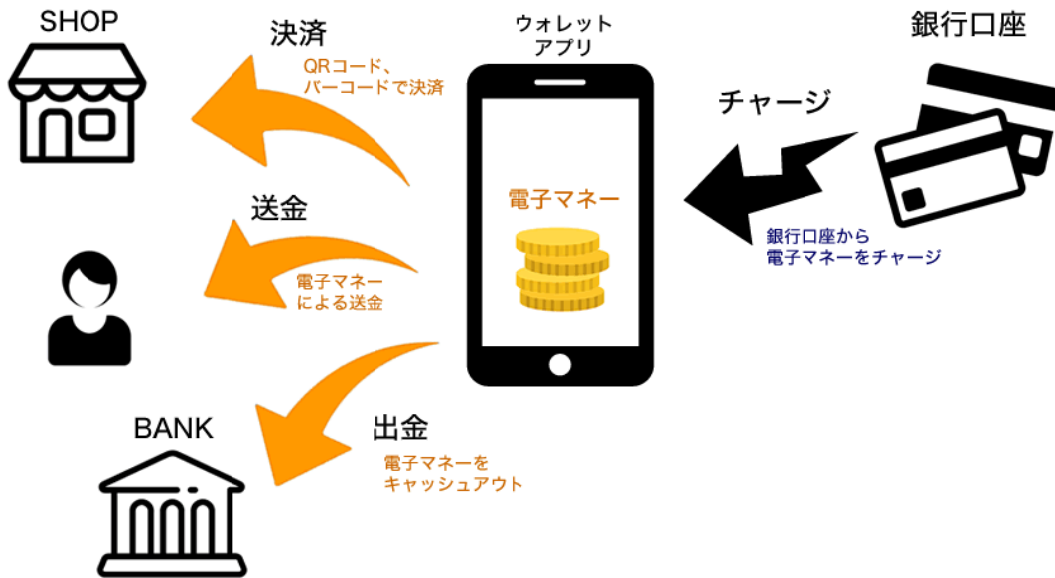 SHOP
決済
QRコード、
バーコードで決済
ウォレット
アプリ
銀行口座
チャージ
電子マネー
銀行口座から
電子マネーをチャージ
送金
電子マネー
による送金
BANK
出金
電子マネーを
キャッシュアウト